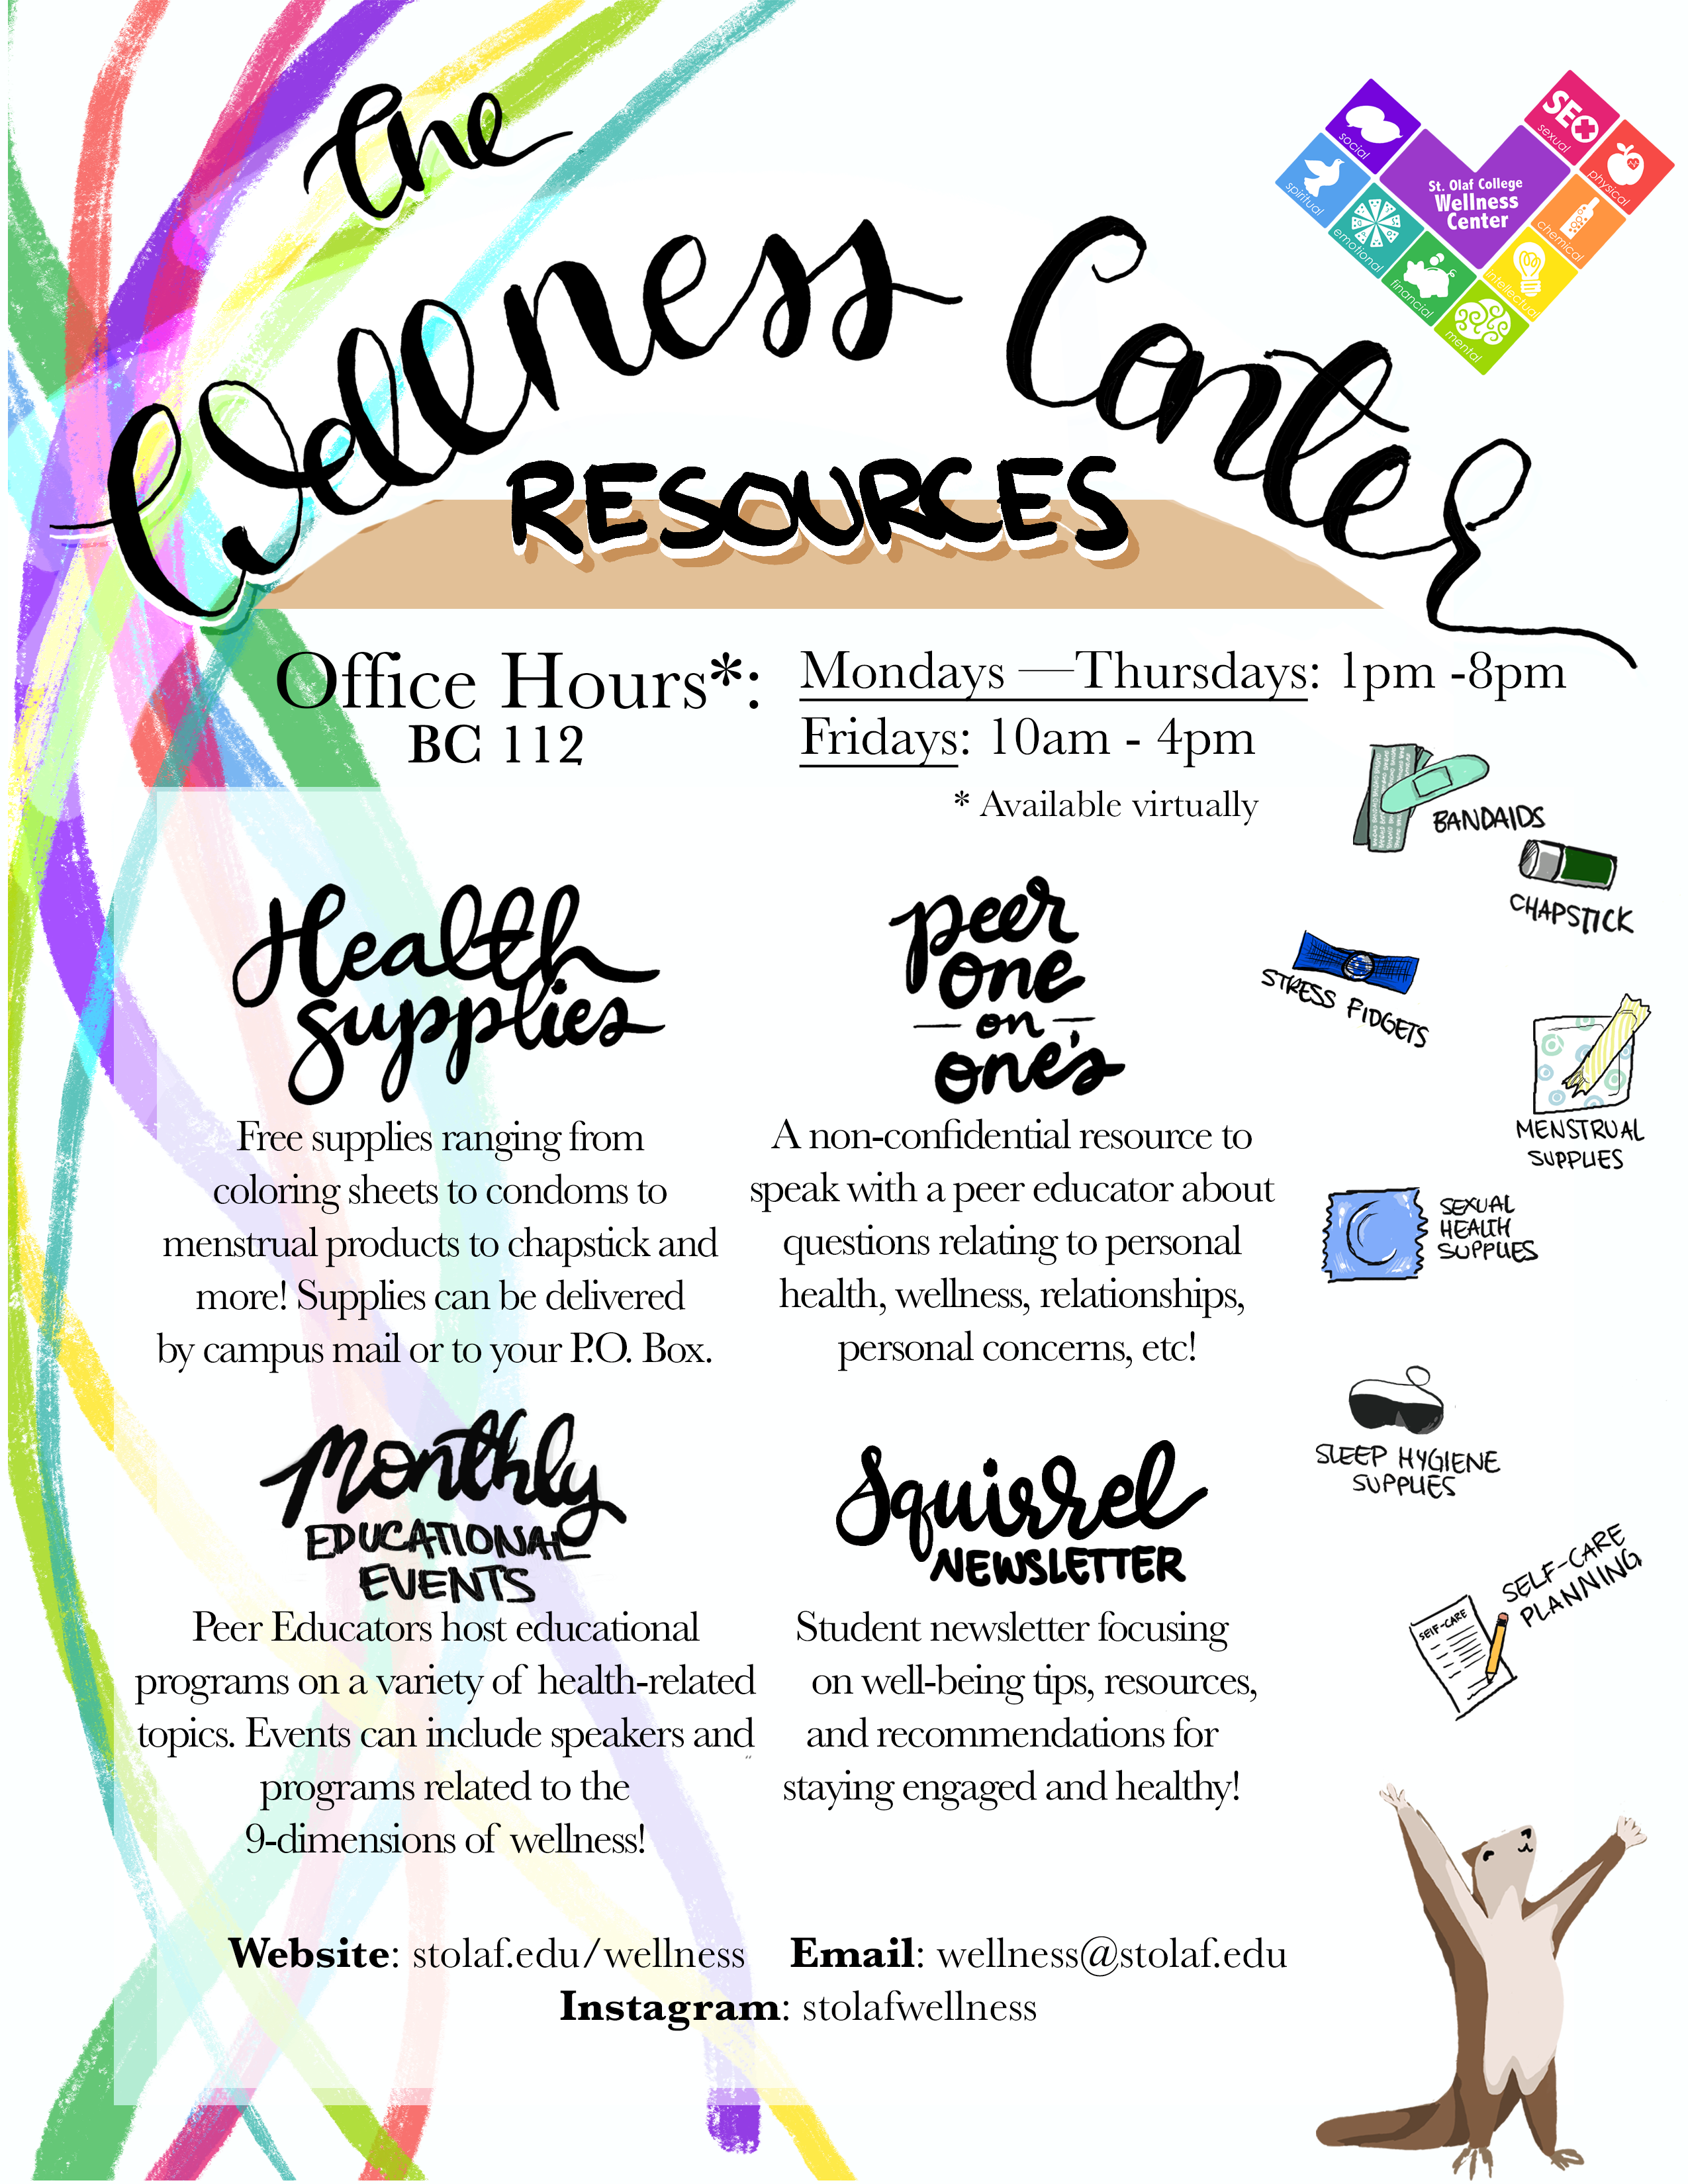 The
Wellness Center
RESOURCES
social
spiritual
emotional
financial
mental
intellectual
chemical
physical
SEX
sexual
St. Olaf College
Wellness
Center
Office Hours*:
BC 112
Mondays —Thursdays: 1pm -8pm
Fridays: 10am - 4pm
* Available virtually
BANDAIDS
CHAPSTICK
STRESS FIDGETS
MENSTRUAL
SUPPLIES
SEXUAL
HEALTH
SUPPLIES
SLEEP HYGIENE
SUPPLIES
SELF-CARE
PLANNING
SELF-CARE
Health
supplies
Free supplies ranging from
coloring sheets to condoms to
menstrual products to chapstick and
more! Supplies can be delivered
by campus mail or to your P.O. Box.
peer
one
— on —
one's
A non-confidential resource to
speak with a peer educator about
questions relating to personal
health, wellness, relationships,
personal concerns, etc!
Monthly
EDUCATIONAL
EVENTS
Peer Educators host educational
programs on a variety of health-related
topics. Events can include speakers and
programs related to the
9-dimensions of wellness!
Squirrel
NEWSLETTER
Student newsletter focusing
on well-being tips, resources,
and recommendations for
staying engaged and healthy!
Website: stolaf.edu/wellness Email: wellness@stolaf.edu
Instagram: stolafwellness